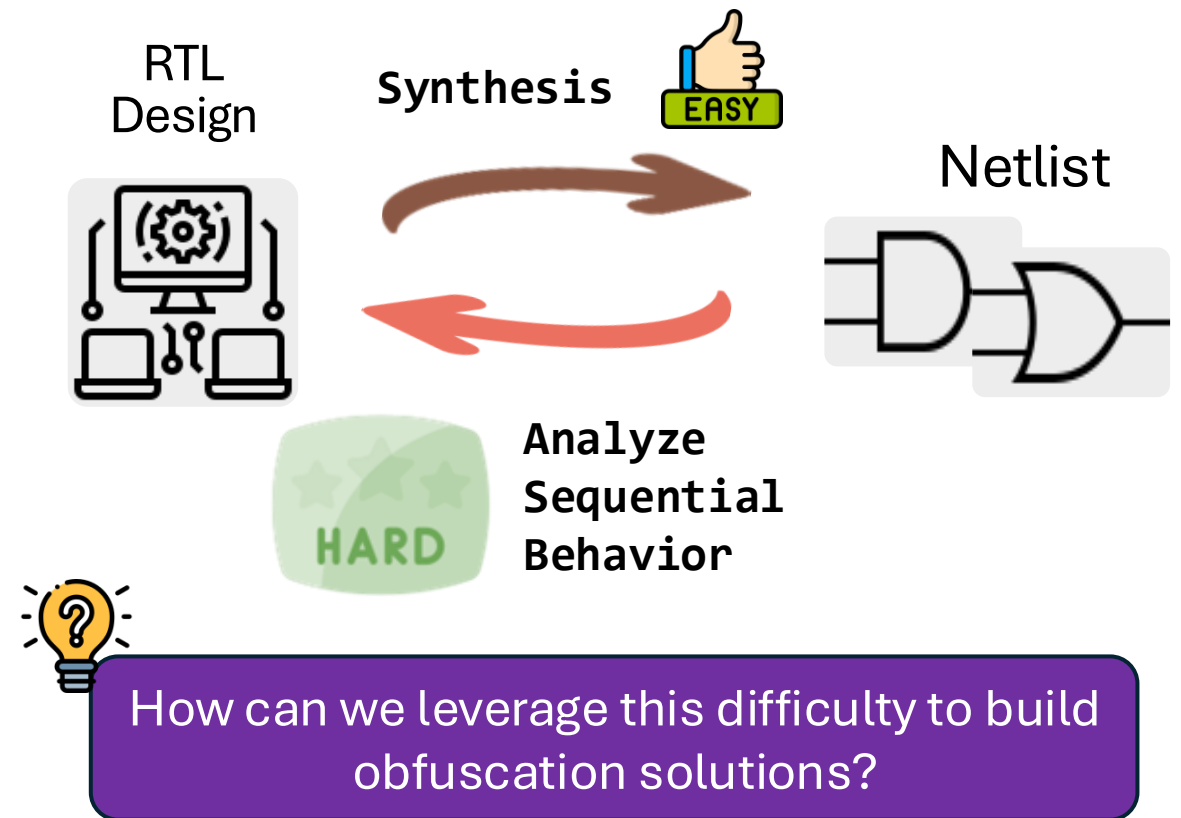 RTL
Design
Synthesis
EASY
Netlist
HARD
Analyze
Sequential
Behavior
?
How can we leverage this difficulty to build
obfuscation solutions?